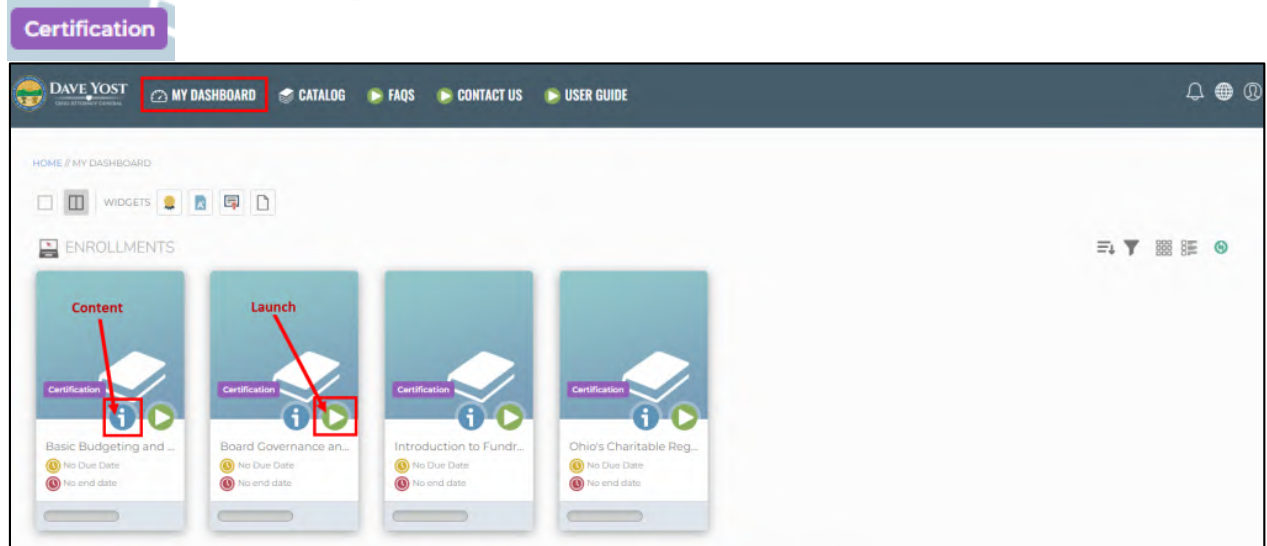 Certification
DAVE YOST
OHIO ATTORNEY GENERAL
MY DASHBOARD
CATALOG
FAQS
CONTACT US
USER GUIDE
HOME // MY DASHBOARD
WIDGETS
ENROLLMENTS
Content
Launch
Certification
Certification
Certification
Certification
Basic Budgeting and ...
Board Governance an...
Introduction to Fundr...
Ohio's Charitable Reg...
No Due Date
No Due Date
No Due Date
No Due Date
No end date
No end date
No end date
No end date